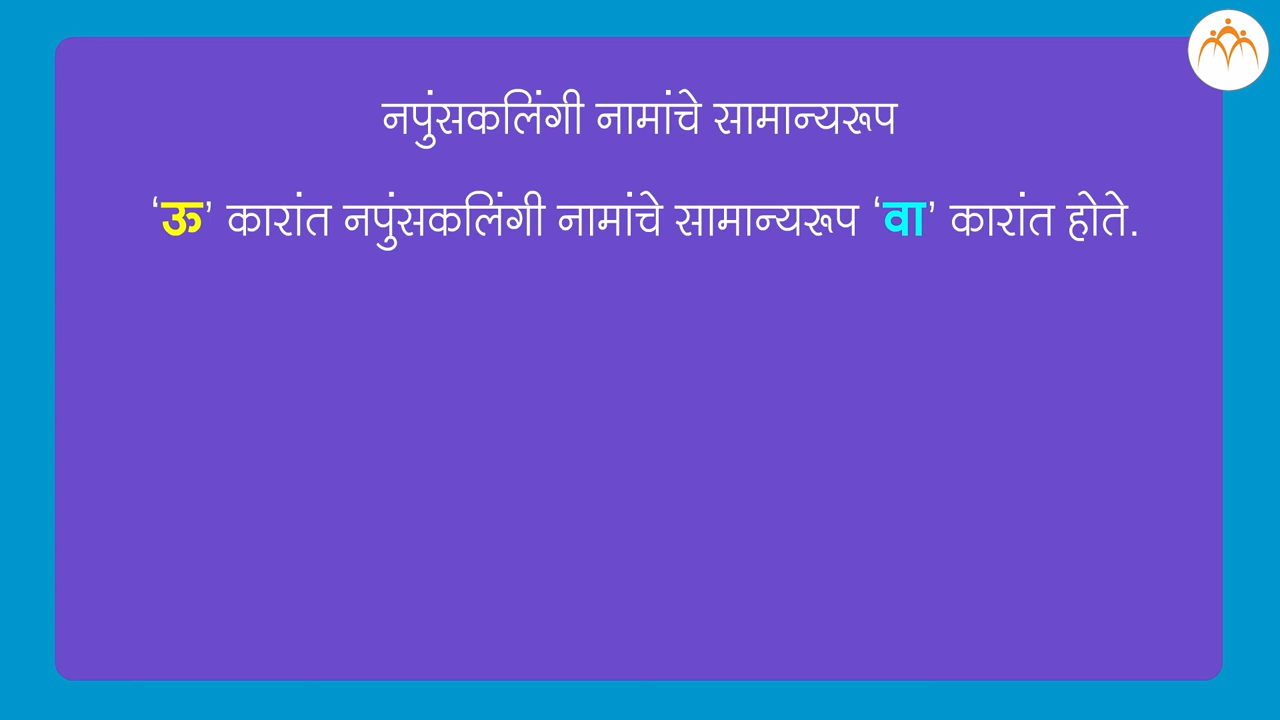 नपुंसकलिंगी नामांचे सामान्यरूप
‘ऊ’ कारांत नपुंसकलिंगी नामांचे सामान्यरूप ‘वा’ कारांत होते.